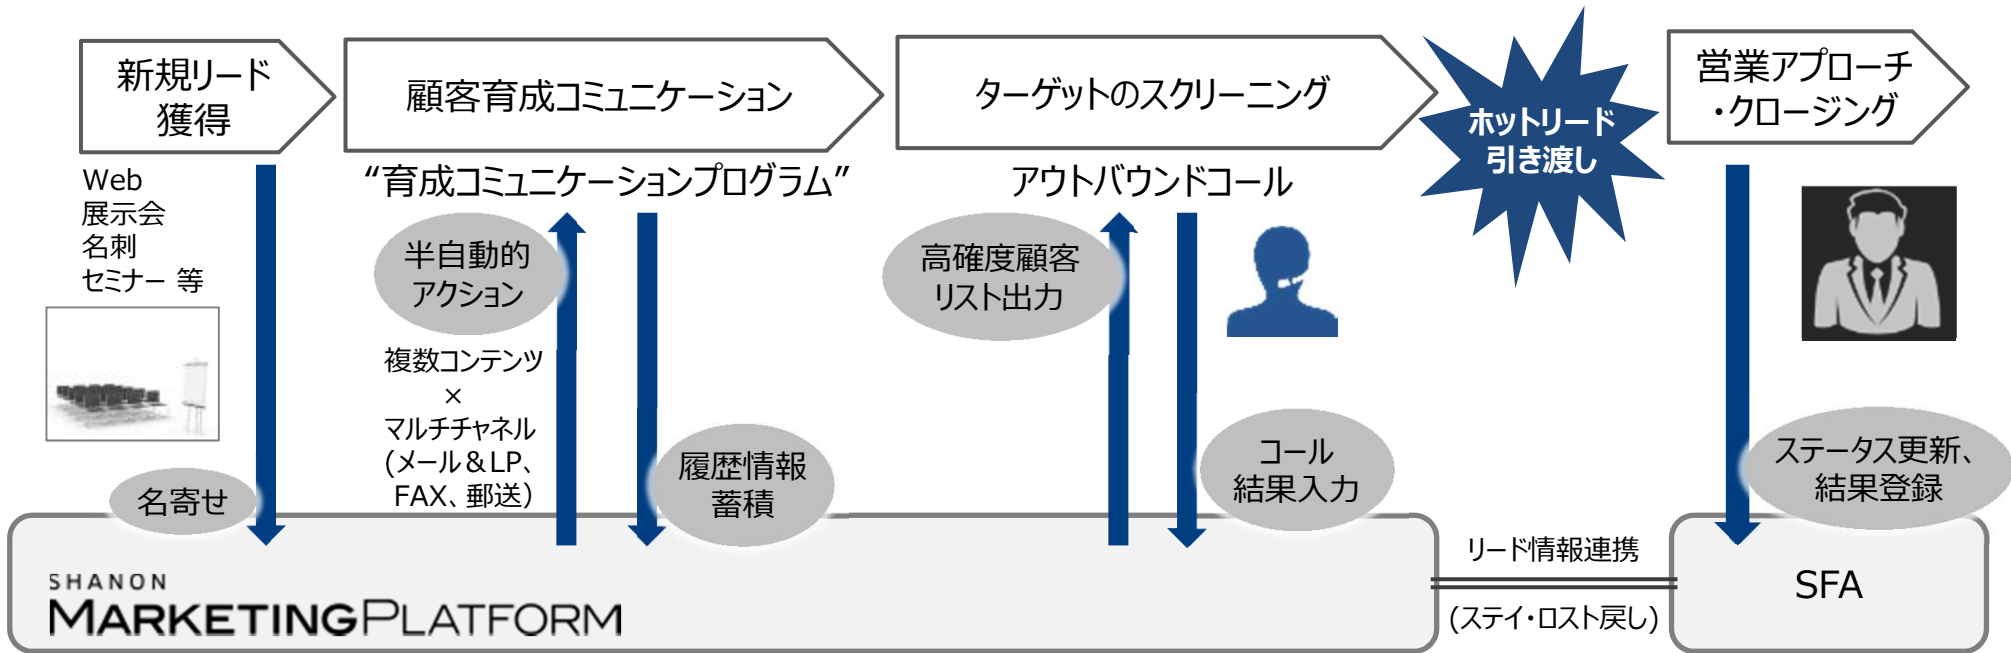 新規リード
獲得
顧客育成コミュニケーション
ターゲットのスクリーニング
ホットリード
引き渡し
営業アプローチ
・クロージング
Web
展示会
名刺
セミナー 等
“育成コミュニケーションプログラム”
半自動的
アクション
複数コンテンツ
×
マルチチャネル
(メール＆LP、
FAX、郵送)
アウトバウンドコール
高確度顧客
リスト出力
名寄せ
履歴情報
蓄積
コール
結果入力
ステータス更新、
結果登録
SHANON
MARKETINGPLATFORM
リード情報連携
(ステイ・ロスト戻し)
SFA